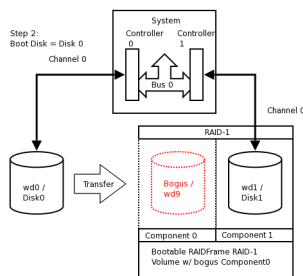 System
Step 2:
Boot Disk = Disk 0
Controller
0
Controller
1
Channel 0
Bus 0
Channel 0
RAID-1
wd0 /
Disk0
Transfer
Bogus /
wd9
wd1 /
Disk1
Component 0
Component 1
Bootable RAIDFrame RAID-1
Volume w/ bogus Component0